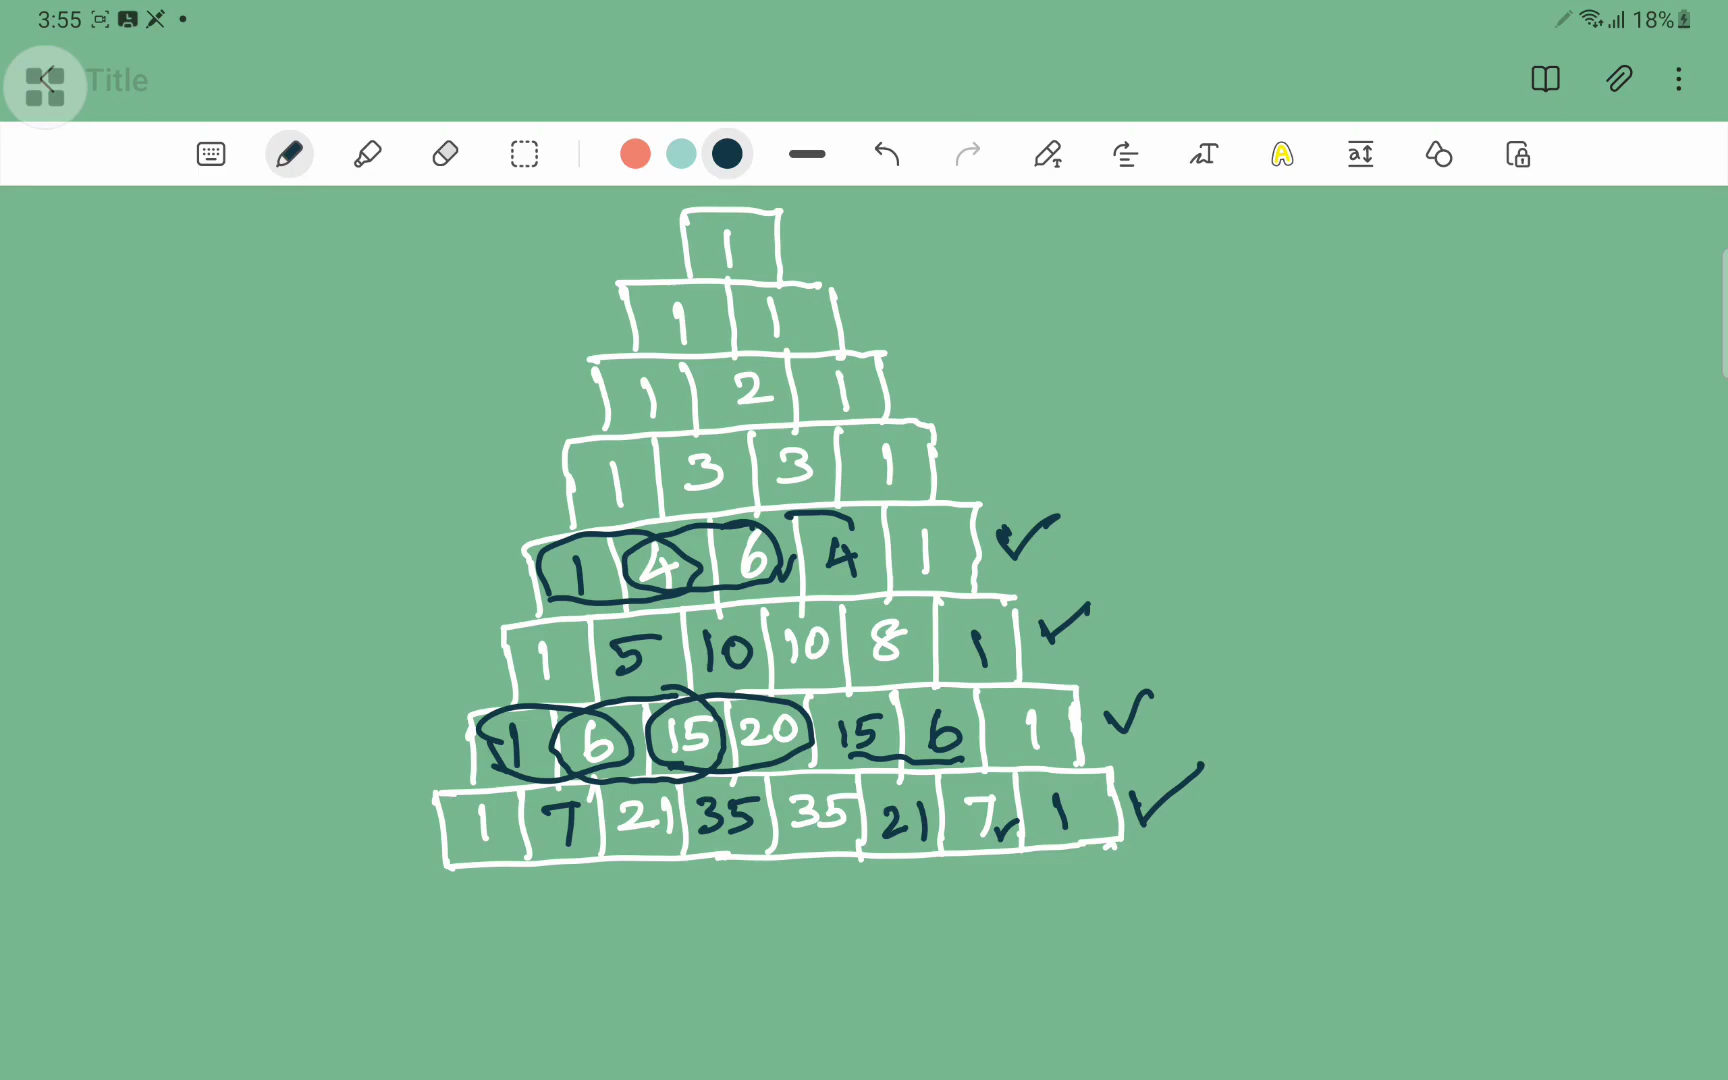 3:55
18%
Title
1
1 1
1 2 1
1 3 3 1
1 4 6 4 1
1 5 10 10 8 1
1 6 15 20 15 6 1
1 7 21 35 35 21 7 1